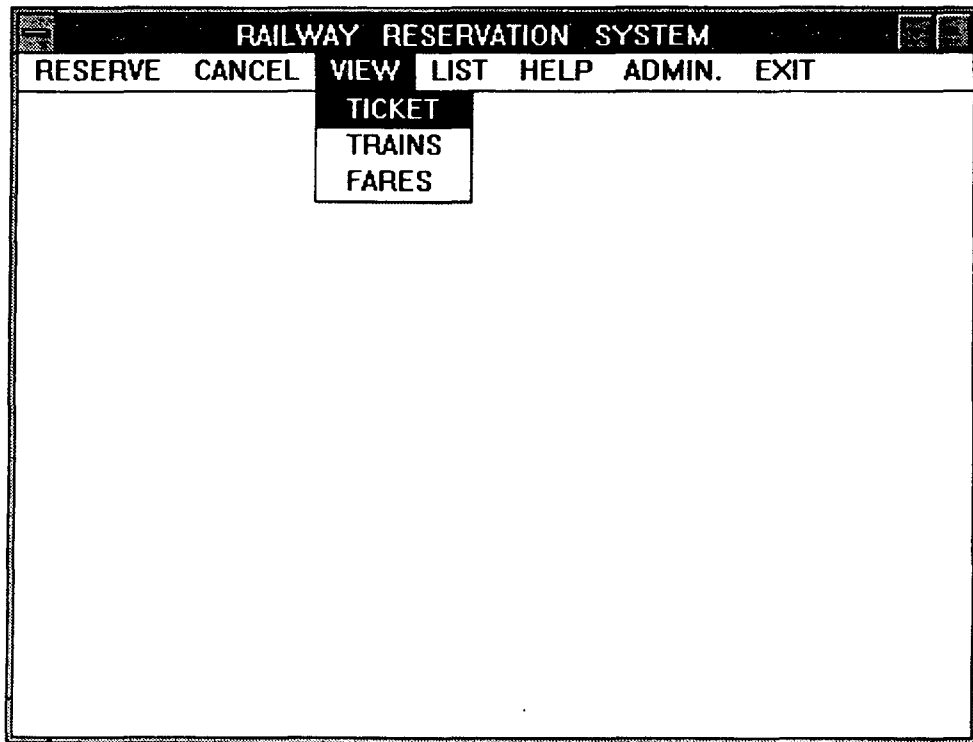 RAILWAY RESERVATION SYSTEM
RESERVE CANCEL VIEW LIST HELP ADMIN. EXIT
TICKET
TRAINS
FARES